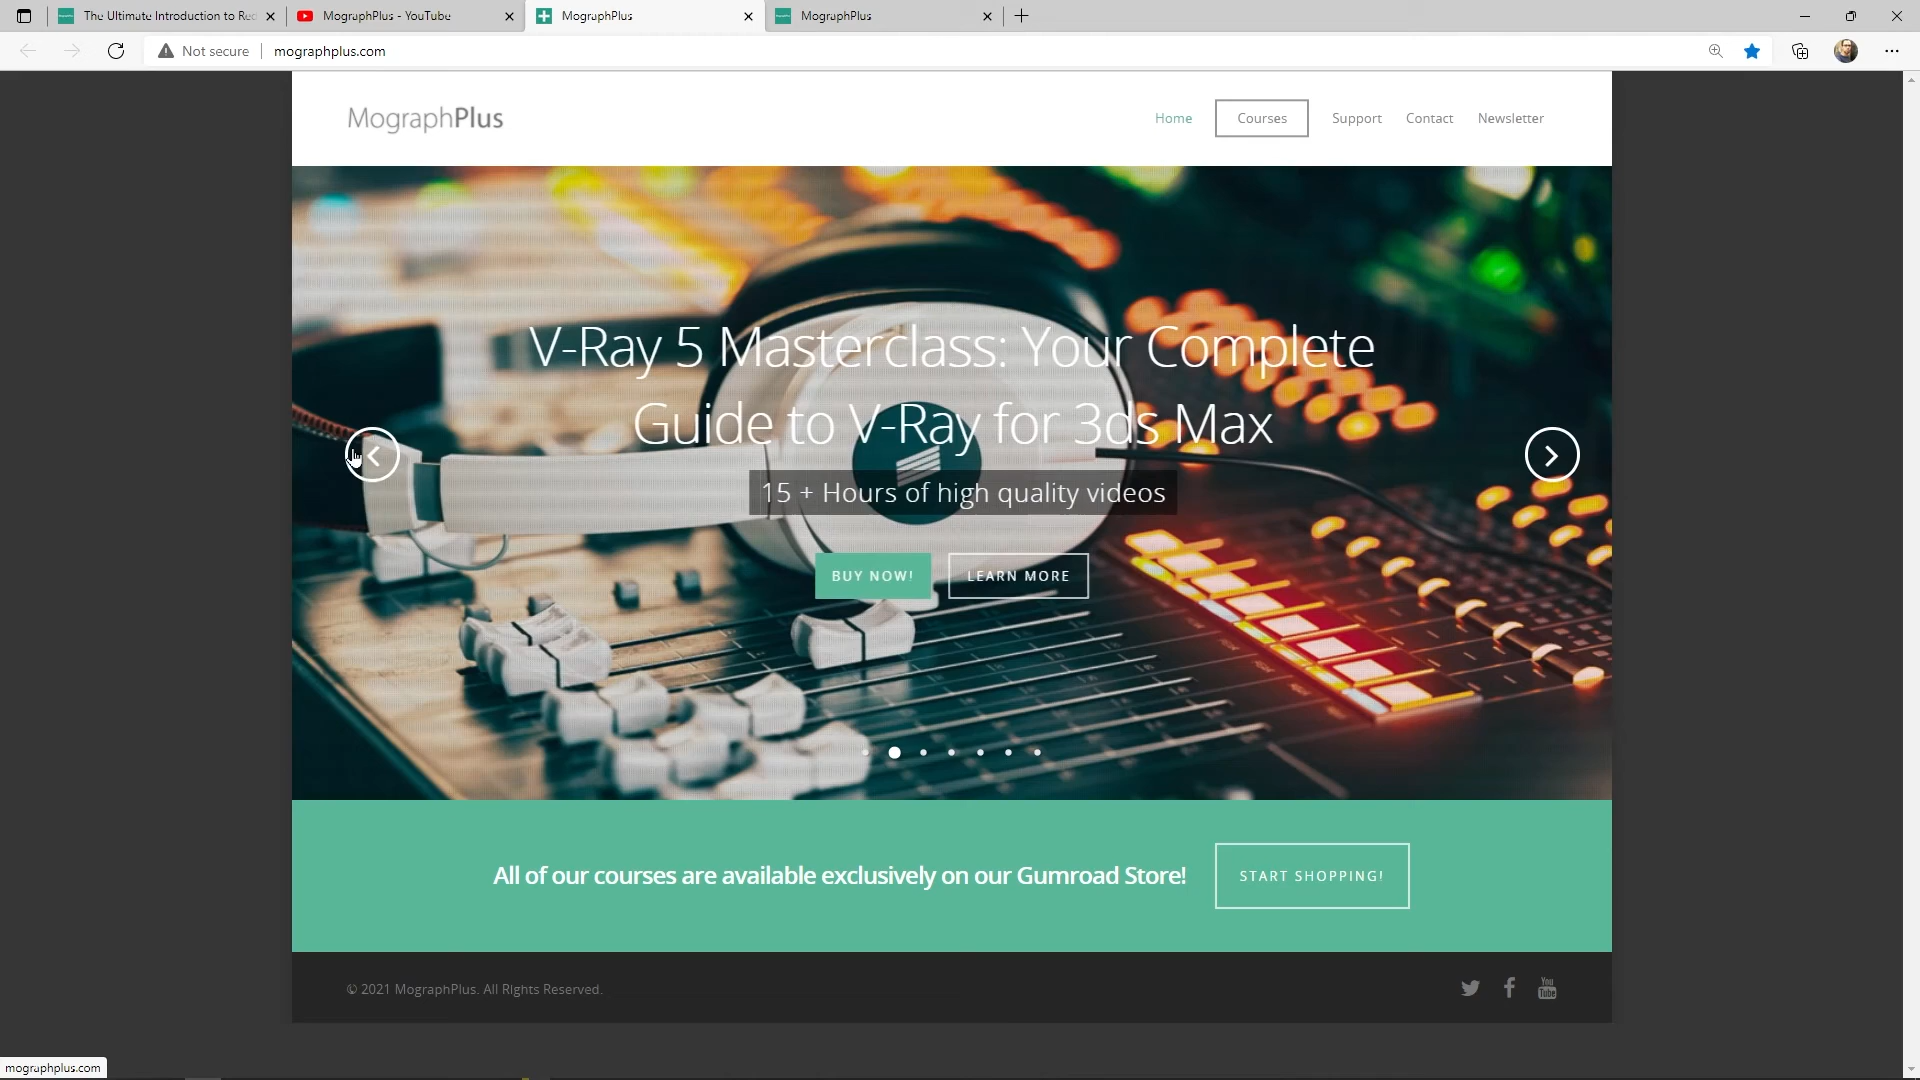 The Ultimate Introduction to Red
MographPlus - YouTube
MographPlus
MographPlus
Not secure
mographplus.com
MographPlus
Home
Courses
Support
Contact
Newsletter
V-Ray 5 Masterclass: Your Complete
Guide to V-Ray for 3ds Max
15 + Hours of high quality videos
BUY NOW!
LEARN MORE
All of our courses are available exclusively on our Gumroad Store!
START SHOPPING!
© 2021 MographPlus. All Rights Reserved.
You
Tube
mographplus.com